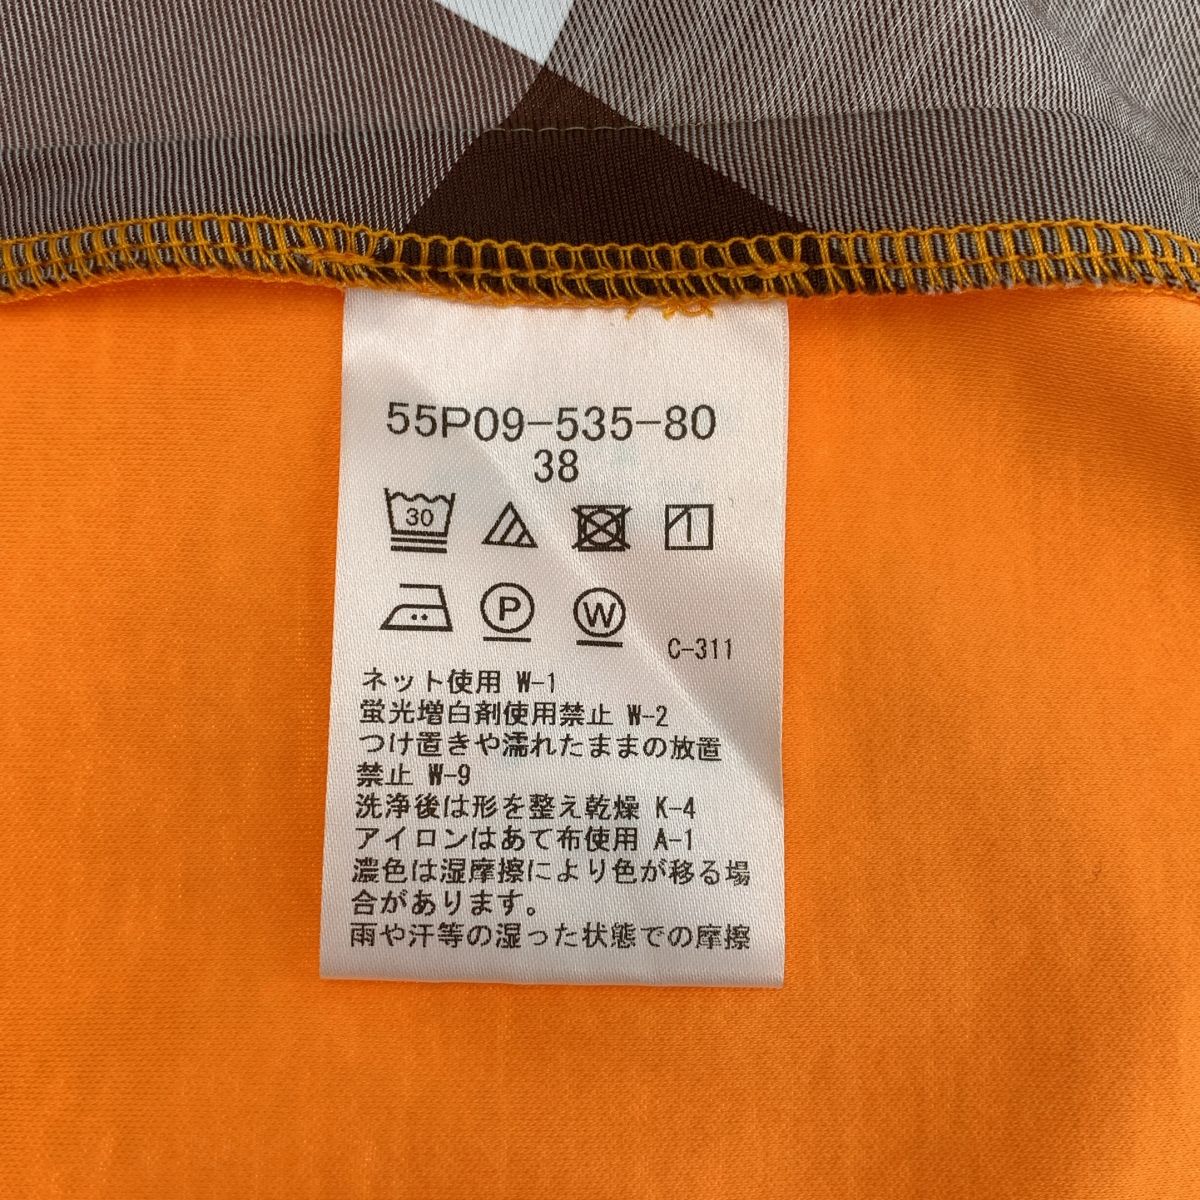 55P09-535-80
38
30
P W C-311
ネット使用 W-1
蛍光増白剤使用禁止 W-2
つけ置きや濡れたままの放置
禁止 W-9
洗浄後は形を整え乾燥 K-4
アイロンはあて布使用 A-1
濃色は湿摩擦により色が移る場
合があります。
雨や汗等の湿った状態での摩擦